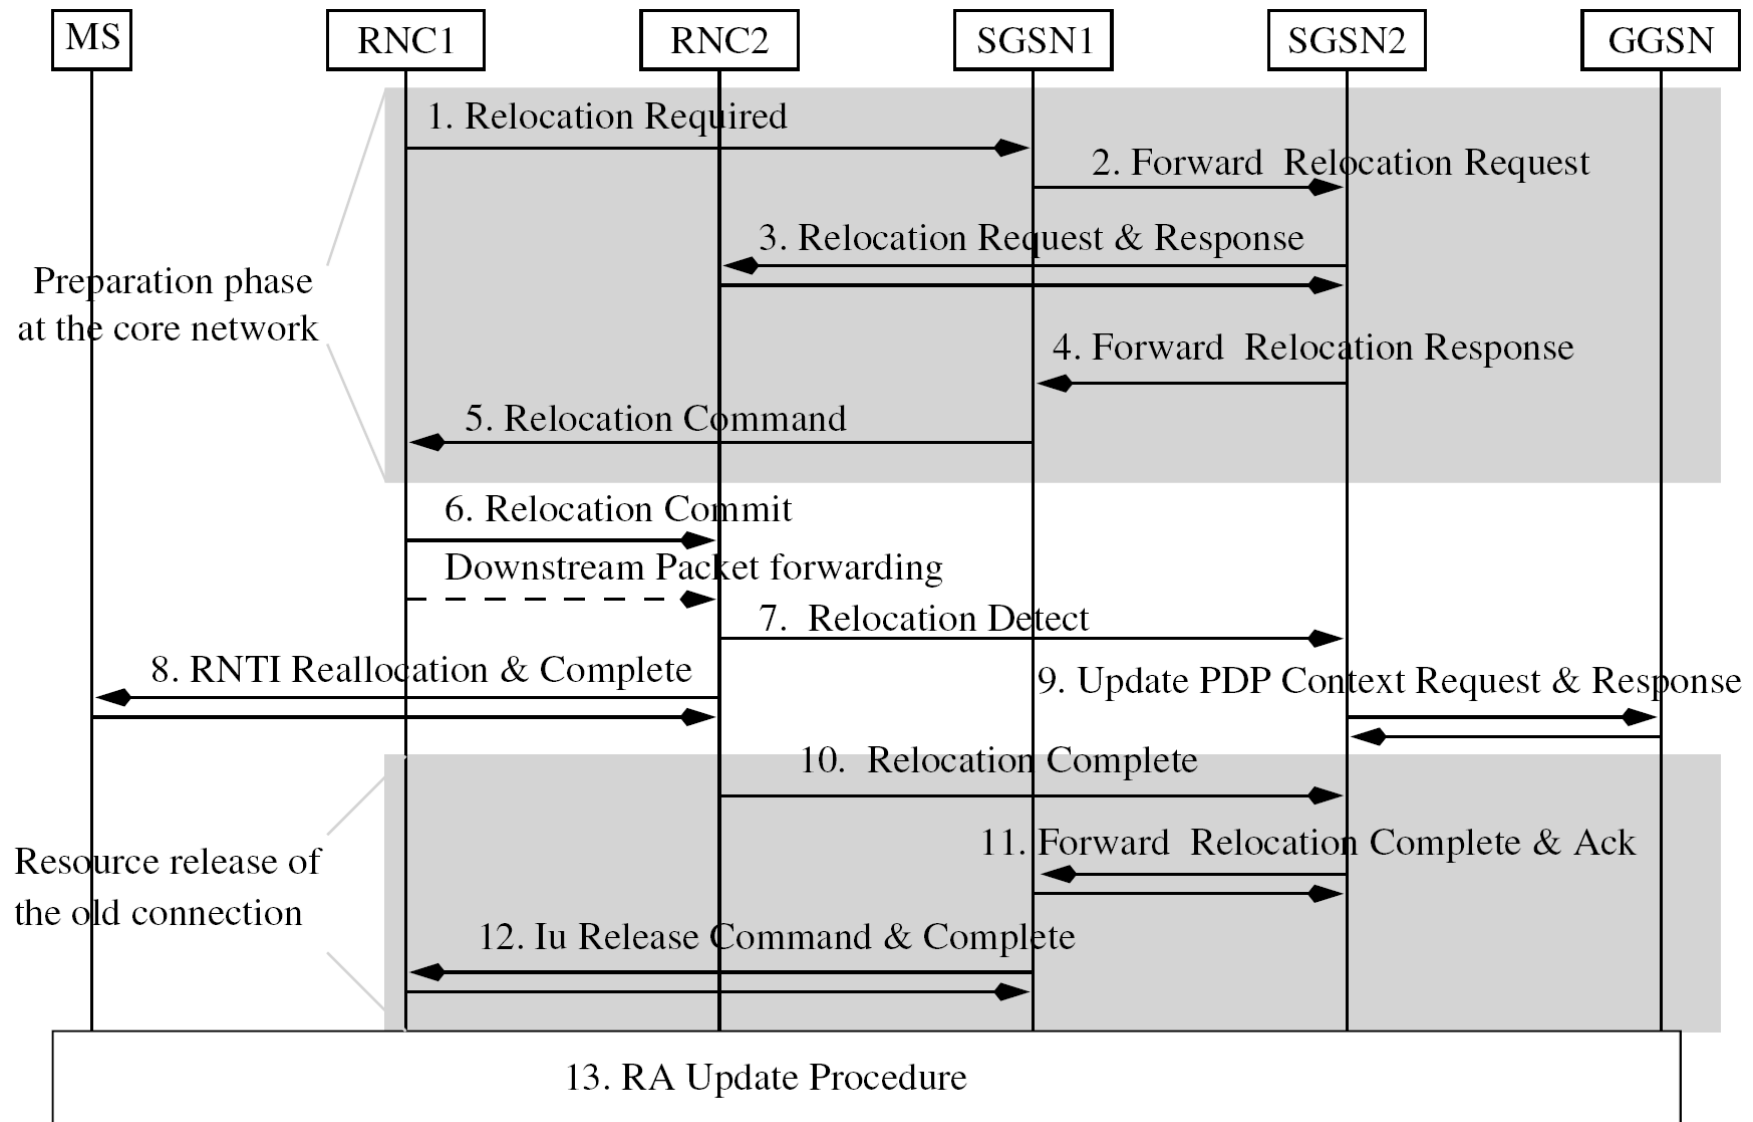 MS RNC1 RNC2 SGSN1 SGSN2 GGSN
1. Relocation Required
2. Forward Relocation Request
3. Relocation Request & Response
Preparation phase
at the core network
4. Forward Relocation Response
5. Relocation Command
6. Relocation Commit
Downstream Packet forwarding
7. Relocation Detect
8. RNTI Reallocation & Complete
9. Update PDP Context Request & Response
10. Relocation Complete
11. Forward Relocation Complete & Ack
Resource release of
the old connection
12. Iu Release Command & Complete
13. RA Update Procedure